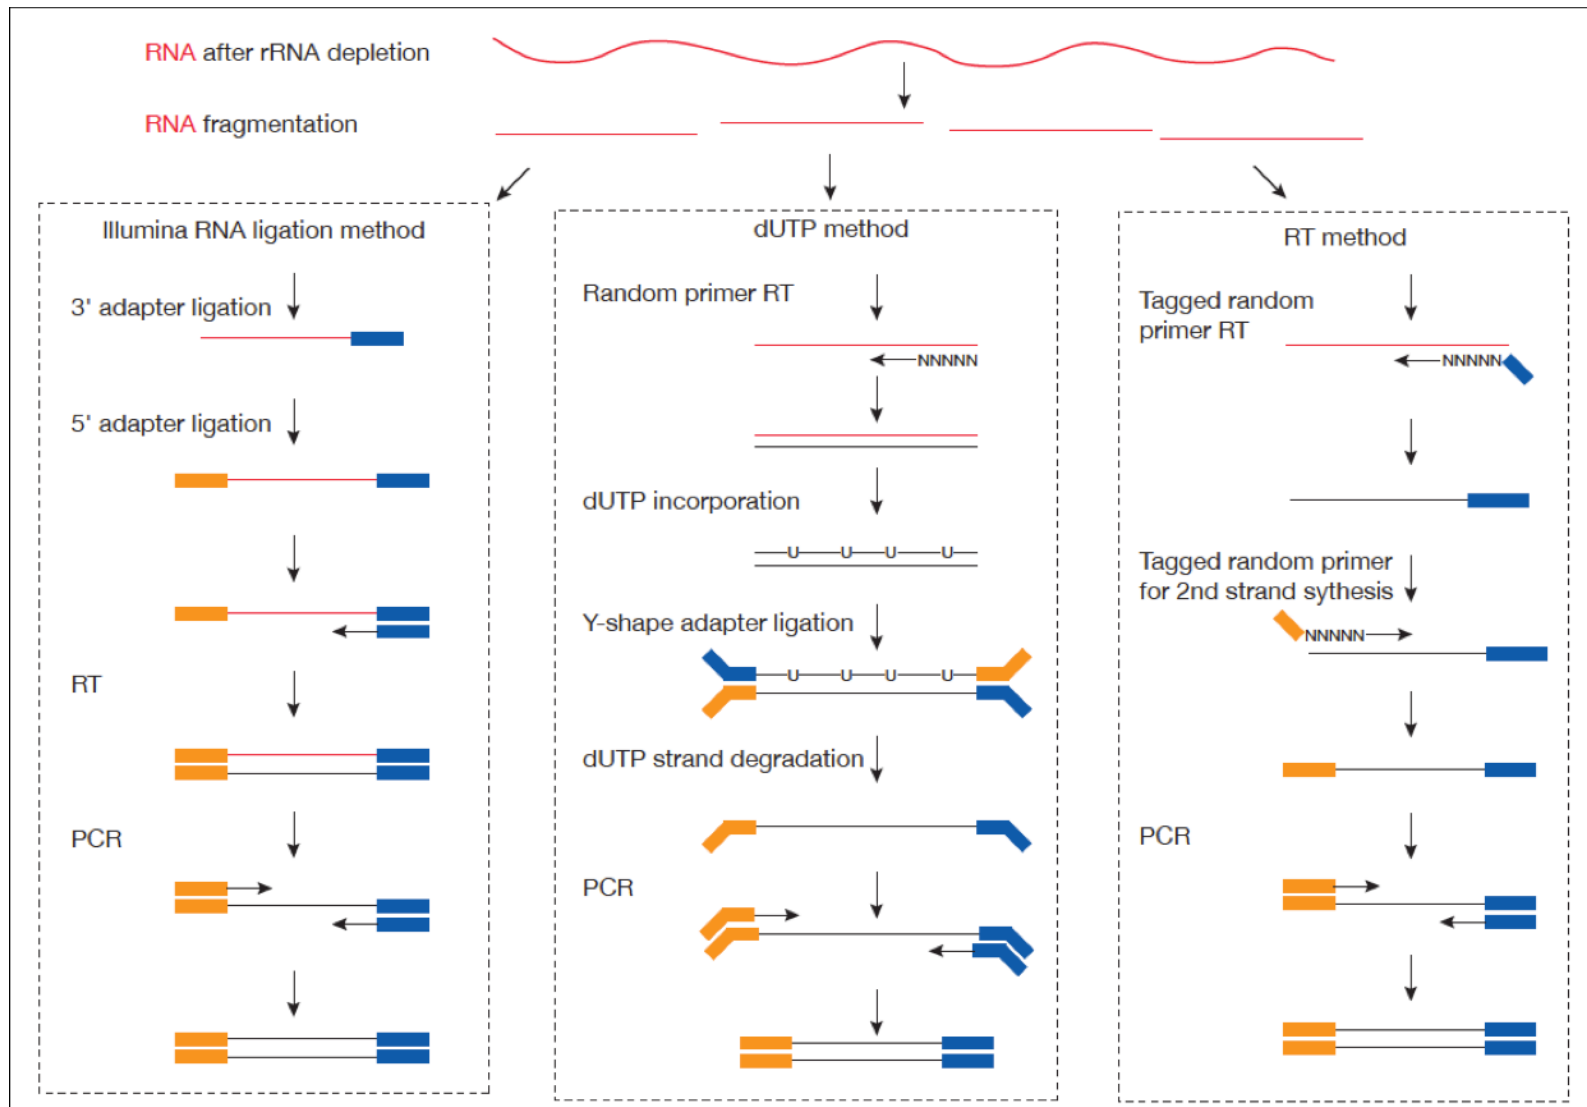 RNA after rRNA depletion
RNA fragmentation
Illumina RNA ligation method
3' adapter ligation
5' adapter ligation
RT
PCR
dUTP method
Random primer RT
NNNNN
dUTP incorporation
U U U U
Y-shape adapter ligation
U U U U
dUTP strand degradation
PCR
RT method
Tagged random
primer RT
NNNNN
Tagged random primer
for 2nd strand sythesis
NNNNN
PCR